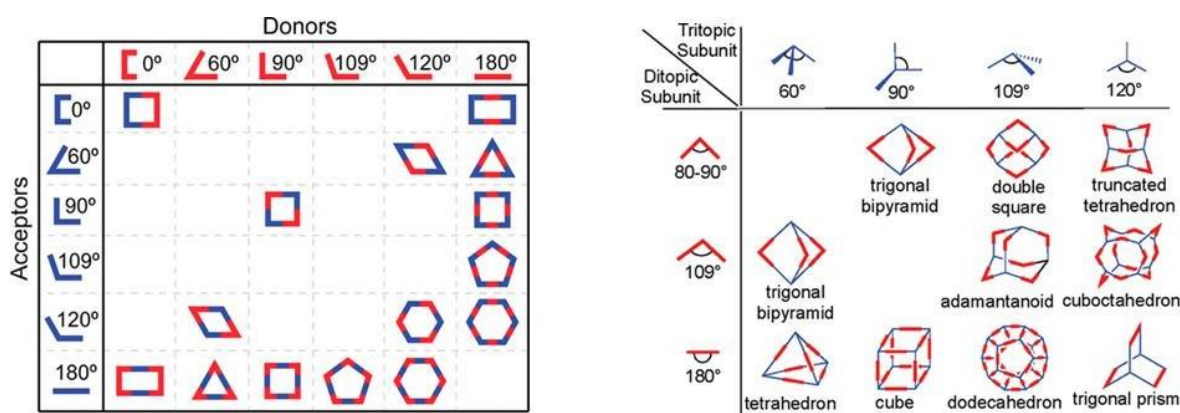 Donors
0º 60º 90º 109º 120º 180º
Acceptors
0º
60º
90º
109º
120º
180º
Tritopic
Subunit
Ditopic
Subunit
60° 90° 109° 120°
80-90°
trigonal
bipyramid
double
square
truncated
tetrahedron
109°
trigonal
bipyramid
adamantanoid cuboctahedron
180°
tetrahedron cube dodecahedron trigonal prism